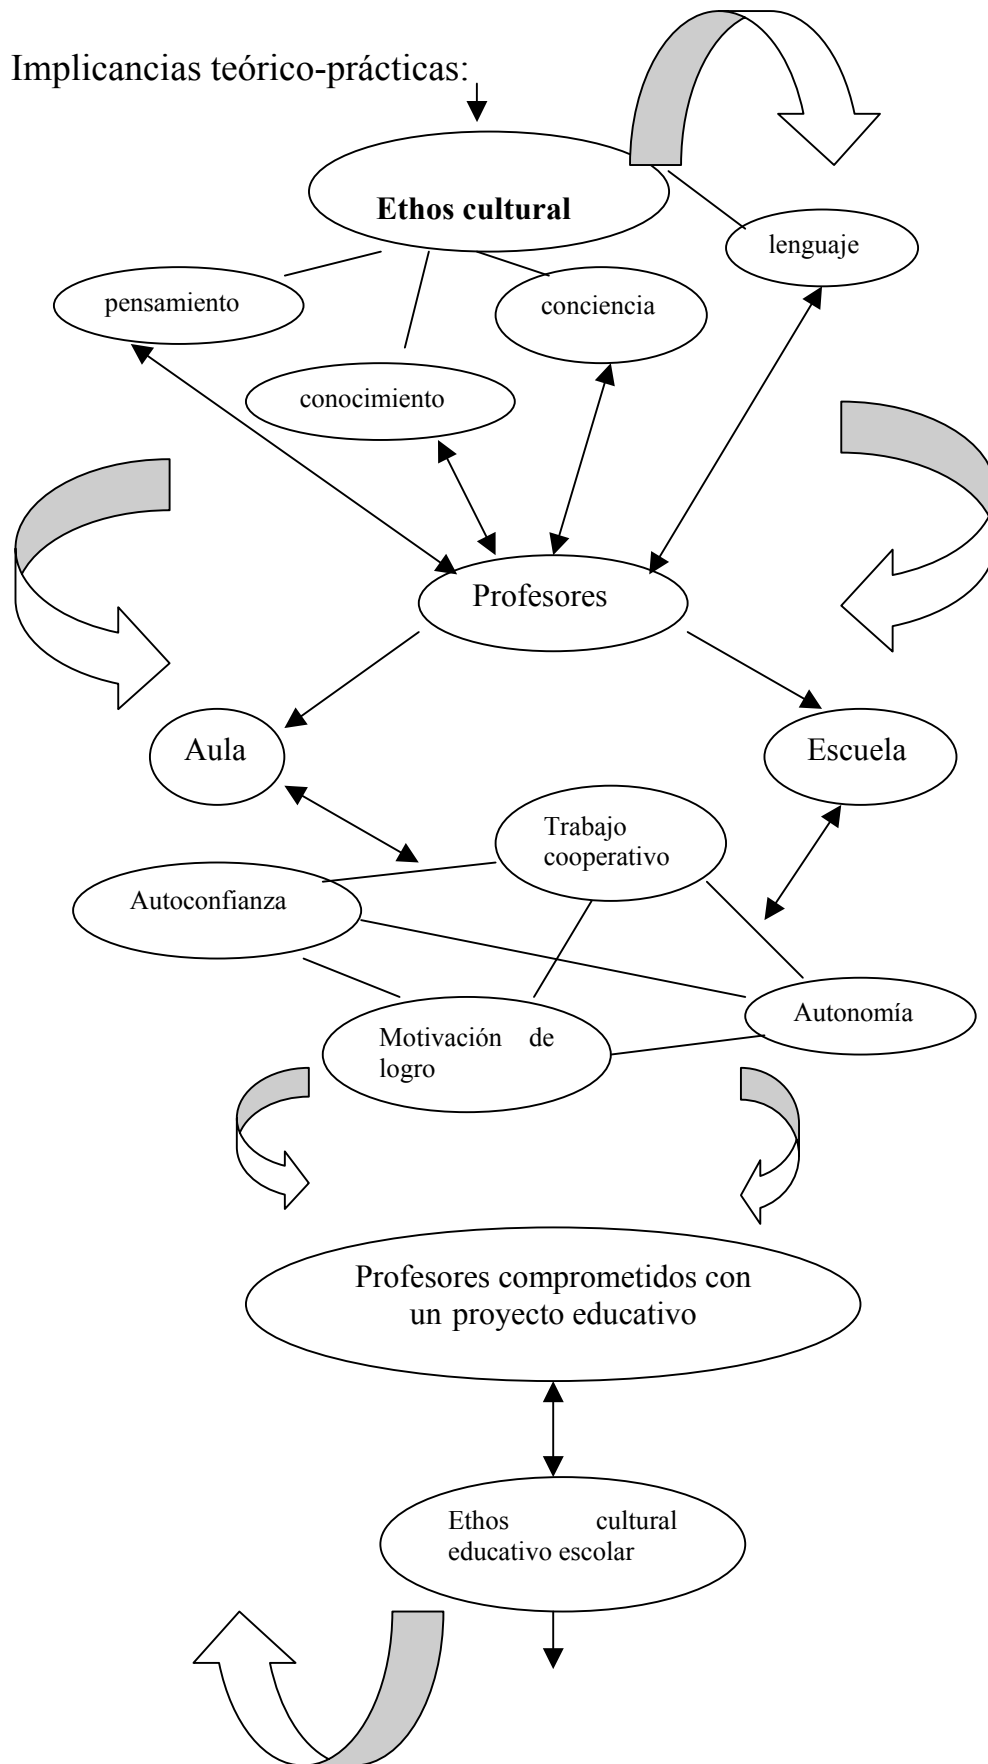 Implicancias teórico-prácticas:
Ethos cultural
lenguaje
pensamiento
conciencia
conocimiento
Profesores
Aula
Escuela
Trabajo
cooperativo
Autoconfianza
Autonomía
Motivación de
logro
Profesores comprometidos con
un proyecto educativo
Ethos cultural
educativo escolar